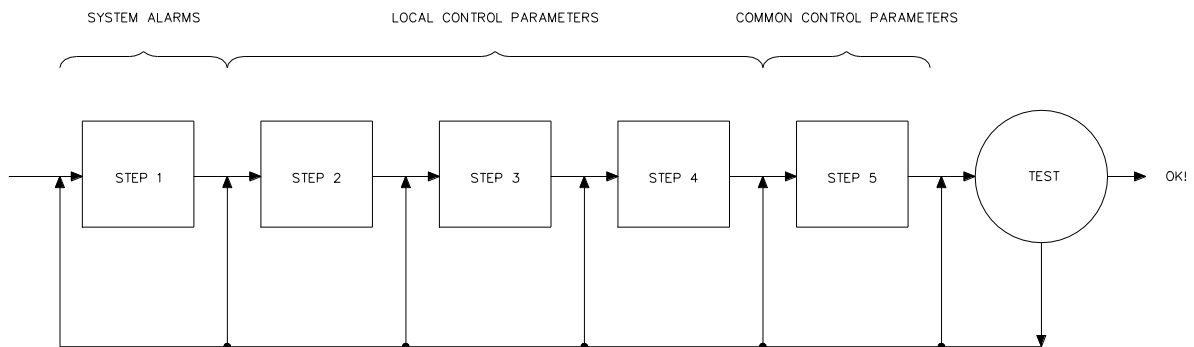 SYSTEM ALARMS
LOCAL CONTROL PARAMETERS
COMMON CONTROL PARAMETERS
STEP 1
STEP 2
STEP 3
STEP 4
STEP 5
TEST
OK!